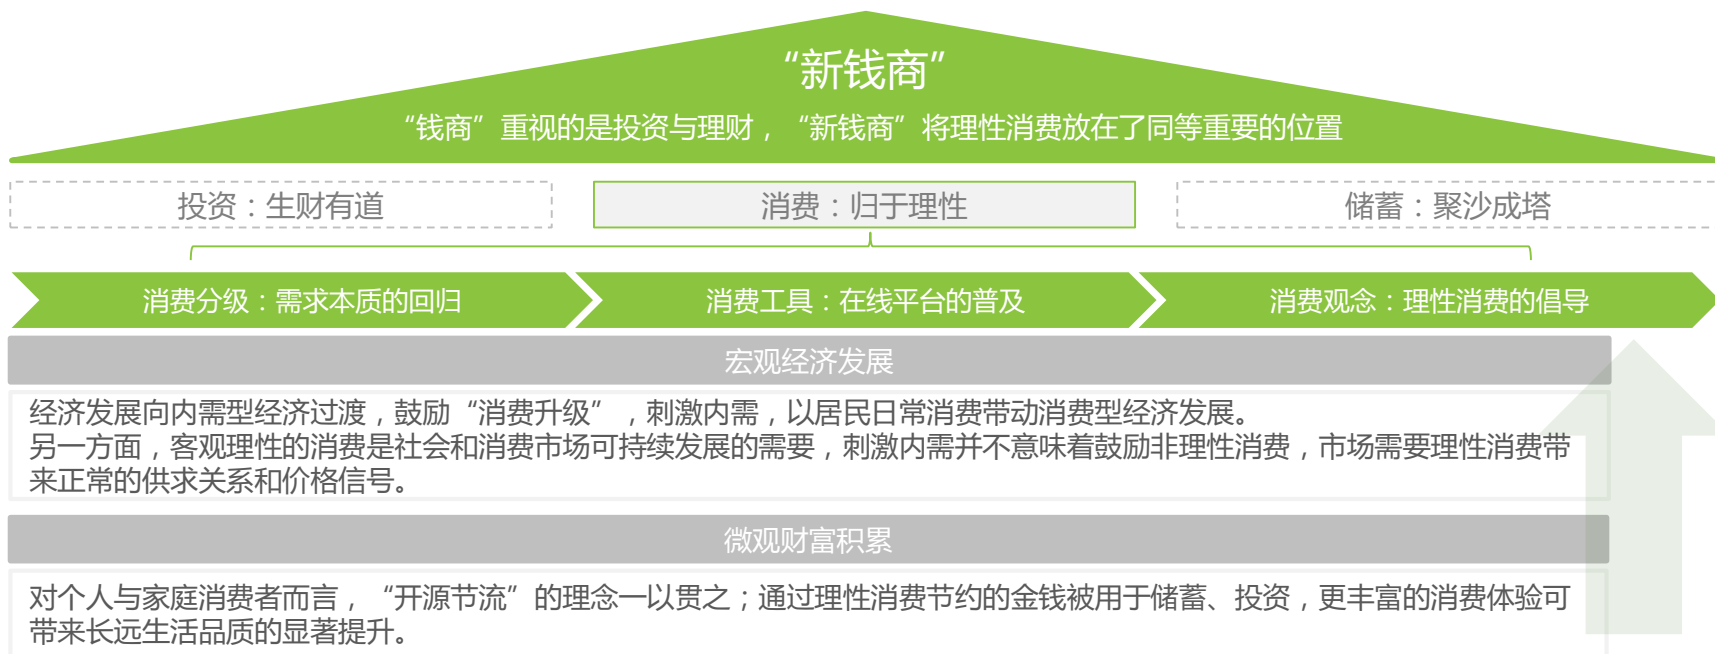 “新钱商”
“钱商”重视的是投资与理财，“新钱商”将理性消费放在了同等重要的位置
投资：生财有道
消费：归于理性
储蓄：聚沙成塔
消费分级：需求本质的回归
消费工具：在线平台的普及
消费观念：理性消费的倡导
宏观经济发展
经济发展向内需型经济过渡，鼓励“消费升级”，刺激内需，以居民日常消费带动消费型经济发展。
另一方面，客观理性的消费是社会和消费市场可持续发展的需要，刺激内需并不意味着鼓励非理性消费，市场需要理性消费带
来正常的供求关系和价格信号。
微观财富积累
对个人与家庭消费者而言，“开源节流”的理念一以贯之；通过理性消费节约的金钱被用于储蓄、投资，更丰富的消费体验可
带来长远生活品质的显著提升。